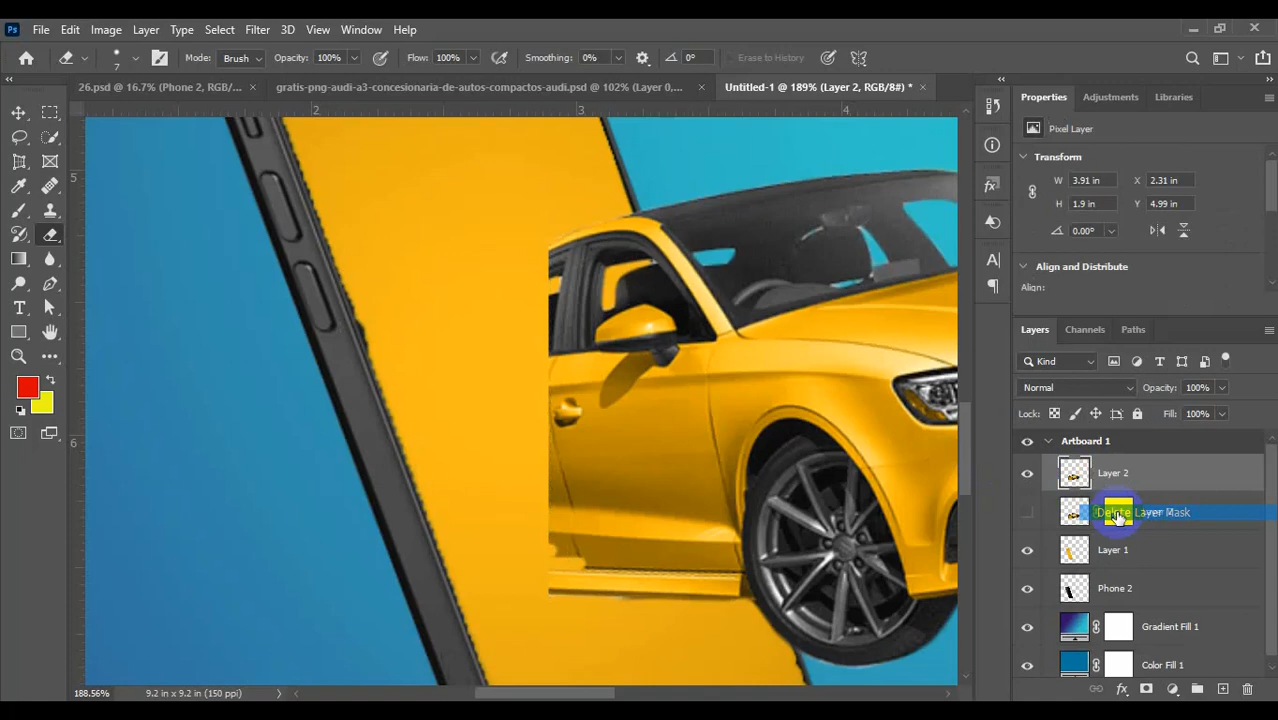 Ps File Edit Image Layer Type Select Filter 3D View Window Help
7 Mode: Brush Opacity: 100% Flow: 100% Smoothing: 0% 0° Erase to History
26.psd @ 16.7% (Phone 2, RGB/... × gratis-png-audi-a3-concesionaria-de-autos-compactos-audi.psd @ 102% (Layer 0,... × Untitled-1 @ 189% (Layer 2, RGB/8#) * ×
2 3 4
5
6
Properties Adjustments Libraries
Pixel Layer
Transform
W 3.91 in X 2.31 in
H 1.9 in Y 4.99 in
0.00°
Align and Distribute
Align:
Layers Channels Paths
Kind
Normal Opacity: 100%
Lock: Fill: 100%
Artboard 1
Layer 2
Delete Layer Mask
Layer 1
Phone 2
Gradient Fill 1
Color Fill 1
188.56% 9.2 in x 9.2 in (150 ppi)